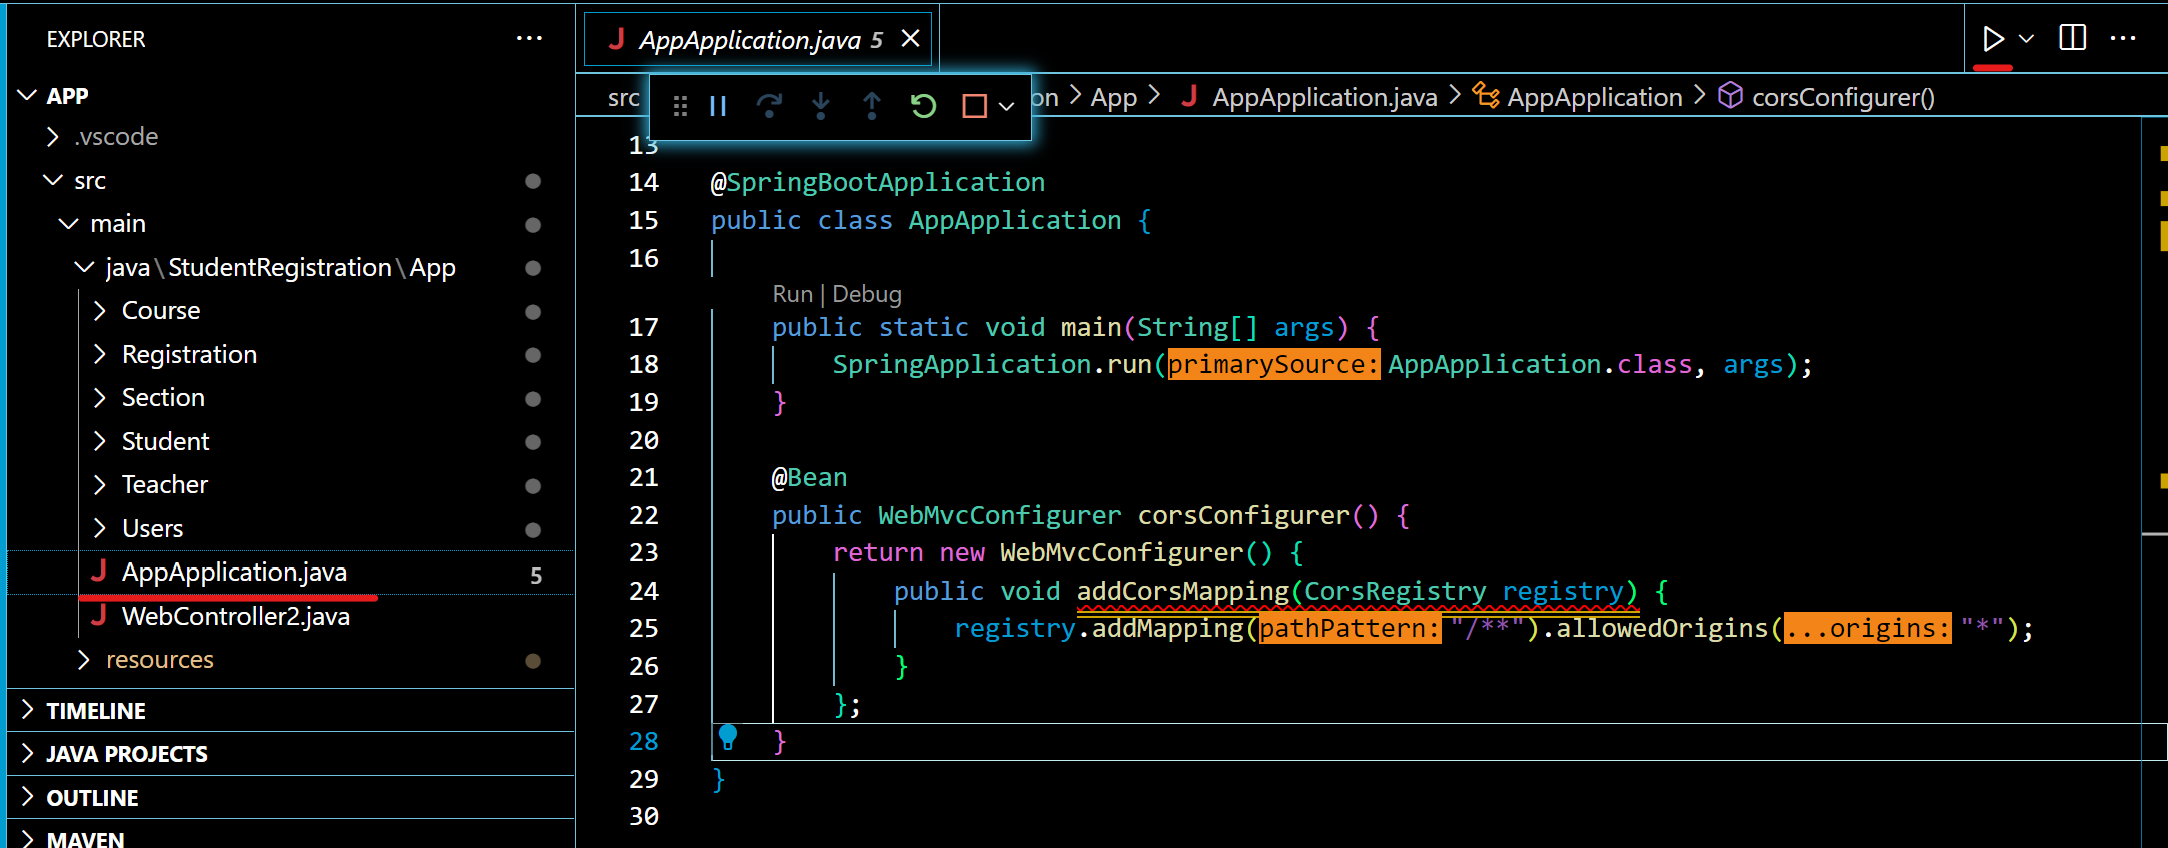 EXPLORER
APP
.vscode
src
main
java\StudentRegistration\App
Course
Registration
Section
Student
Teacher
Users
AppApplication.java 5
WebController2.java
resources
TIMELINE
JAVA PROJECTS
OUTLINE
MAVEN
AppApplication.java 5
src on > App > AppApplication.java > AppApplication > corsConfigurer()
13
14 @SpringBootApplication
15 public class AppApplication {
16
Run | Debug
17 public static void main(String[] args) {
18 SpringApplication.run(primarySource: AppApplication.class, args);
19 }
20
21 @Bean
22 public WebMvcConfigurer corsConfigurer() {
23 return new WebMvcConfigurer() {
24 public void addCorsMapping(CorsRegistry registry) {
25 registry.addMapping(pathPattern: "/**").allowedOrigins(...origins: "*");
26 }
27 };
28 }
29 }
30